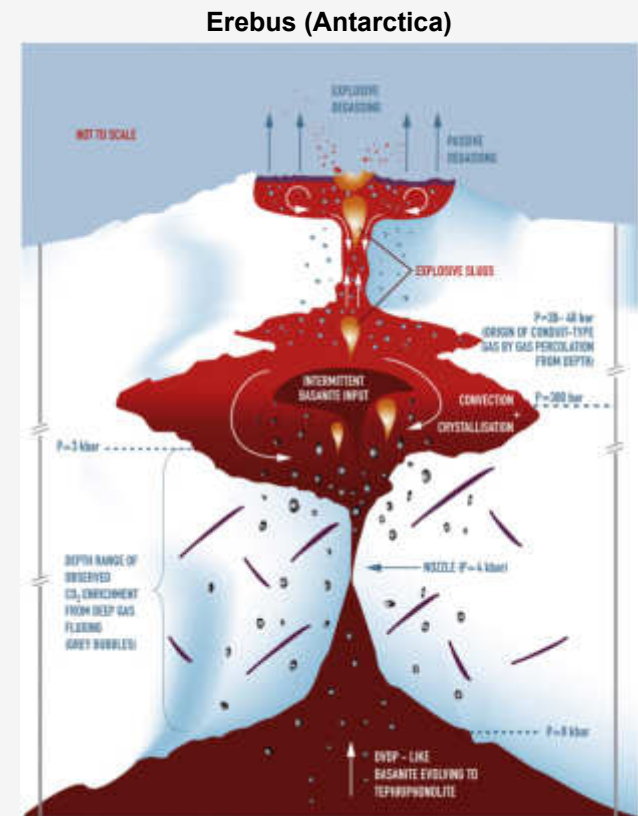 Erebus (Antarctica)
EXPLOSIVE
DEGASSING
NOT TO SCALE
PASSIVE
DEGASSING
EXPLOSIVE SLUGS
P=20– 40 bar
(ORIGIN OF CONDUIT-TYPE
GAS BY GAS PERCOLATION
FROM DEPTH)
INTERMITTENT
BASANITE INPUT
P=300 bar
CONVECTION
+
CRYSTALLISATION
P=3 kbar
DEPTH RANGE OF
OBSERVED
CO₂ ENRICHMENT
FROM DEEP GAS
FLUXING
(GREY BUBBLES)
NOZZLE (P=4 kbar)
P=8 kbar
DVDP – LIKE
BASANITE EVOLVING TO
TEPHRIPHONOLITE